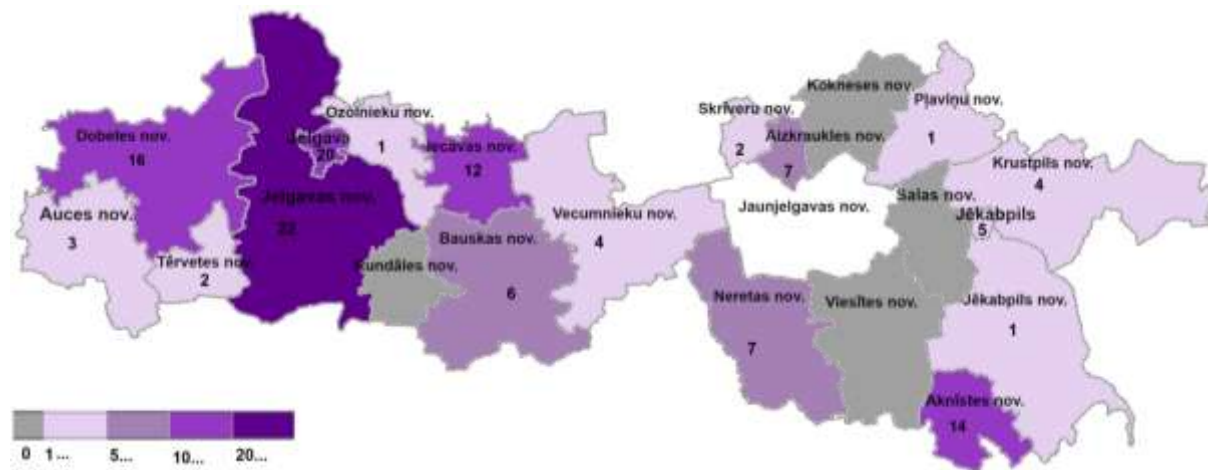 Dobeles nov.
16
Auces nov.
3
Tērvetes nov.
2
Jelgavas nov.
Jelgava
20
Ozolnieku nov.
1
Iecavas nov.
12
Rundāles nov.
Bauskas nov.
6
Vecumnieku nov.
4
Skrīveru nov.
2
Aizkraukles nov.
7
Kokneses nov.
Pļaviņu nov.
1
Jaunjelgavas nov.
Salas nov.
Krustpils nov.
4
Jēkabpils
5
Neretas nov.
7
Viesītes nov.
Jēkabpils nov.
1
Aknīstes nov.
14
0 1... 5... 10... 20...